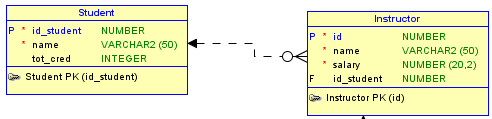 Student
P * id_student NUMBER
* name VARCHAR2 (50)
tot_cred INTEGER
Student PK (id_student)
Instructor
P * id NUMBER
* name VARCHAR2 (50)
* salary NUMBER (20,2)
F id_student NUMBER
Instructor PK (id)